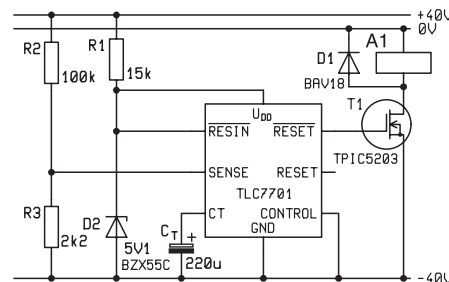 +40V
0V
R2
R1
D1
A1
100k
15k
BAV18
T1
UDD
RESIN
RESET
TPIC5203
SENSE
RESET
TLC7701
R3
D2
CT
CT
CONTROL
GND
2k2
5V1
BZX55C
+
220u
-40V